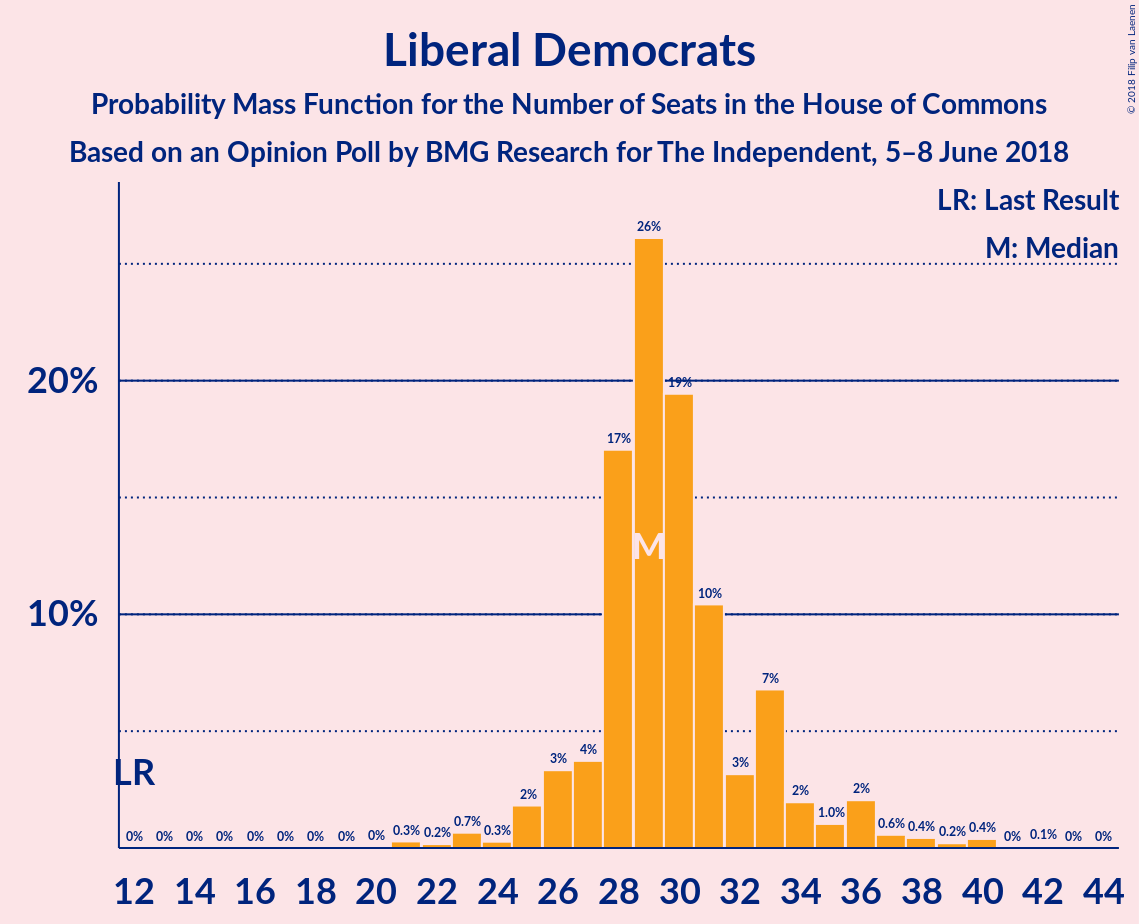 Liberal Democrats
Probability Mass Function for the Number of Seats in the House of Commons
Based on an Opinion Poll by BMG Research for The Independent, 5–8 June 2018
© 2018 Filip van Laenen
LR: Last Result
M: Median
26%
20%
19%
17%
M
10%
10%
7%
LR
4%
3%
3%
2%
2%
2%
0% 0% 0% 0% 0% 0% 0% 0% 0% 0.3% 0.2% 0.7% 0.3% 1.0% 0.6% 0.4% 0.2% 0.4% 0% 0.1% 0% 0%
12 14 16 18 20 22 24 26 28 30 32 34 36 38 40 42 44